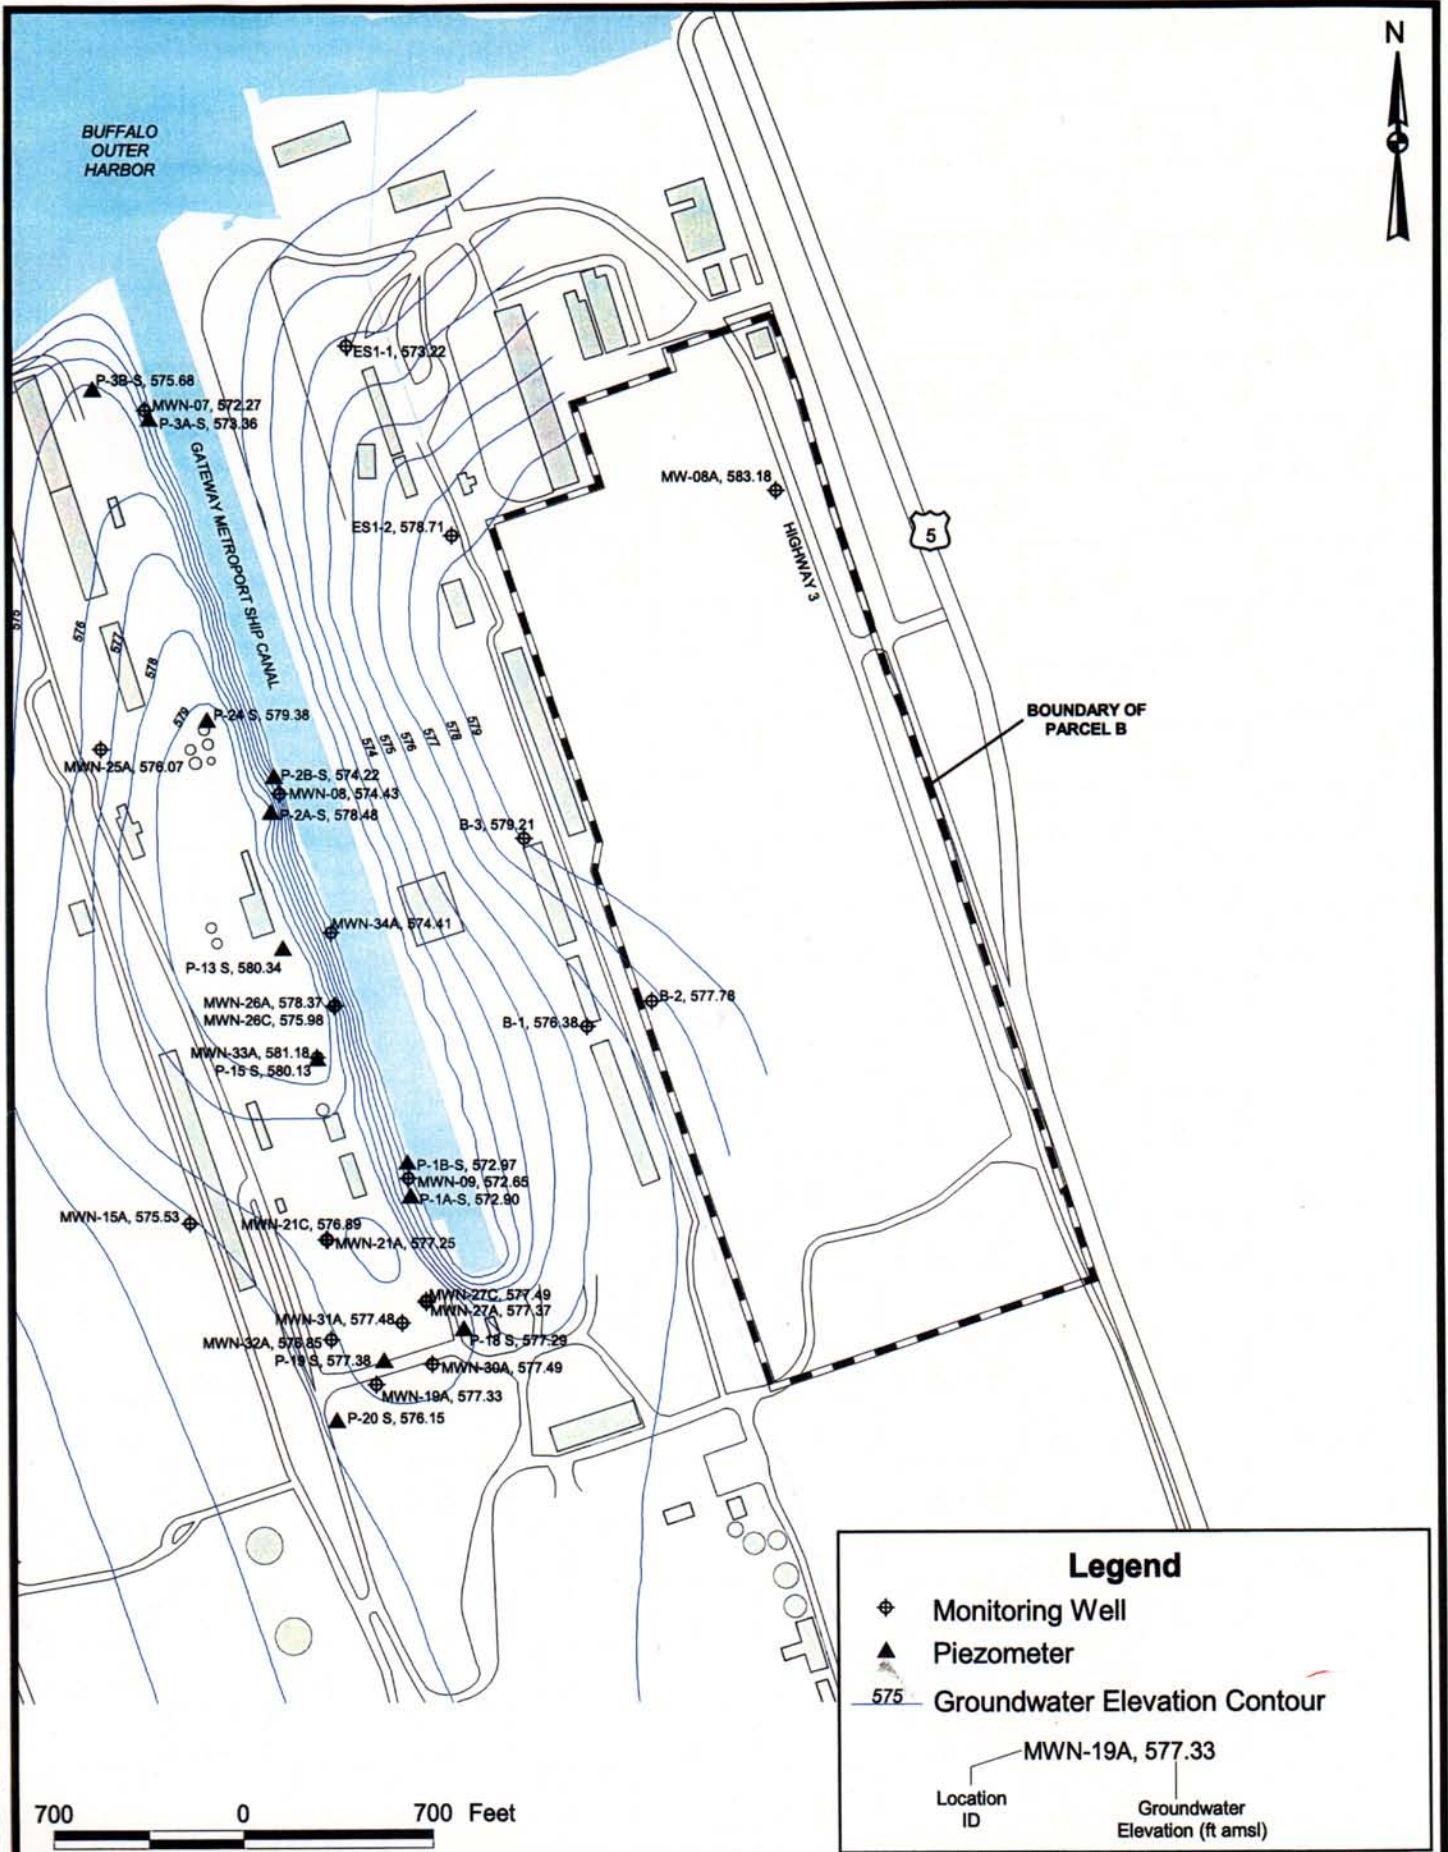 N
BUFFALO
OUTER
HARBOR
ES1-1, 573.22
P-3B-S, 575.68
MWN-07, 572.27
P-3A-S, 573.36
GATEWAY METROPORT SHIP CANAL
MW-08A, 583.18
HIGHWAY 3
5
ES1-2, 578.71
575
576
577
578
579
574
575
576
577
578
579
BOUNDARY OF
PARCEL B
P-24 S, 579.38
MWN-25A, 576.07
P-2B-S, 574.22
MWN-08, 574.43
P-2A-S, 578.48
B-3, 579.21
MWN-34A, 574.41
P-13 S, 580.34
MWN-26A, 578.37
MWN-26C, 575.98
B-2, 577.78
B-1, 576.38
MWN-33A, 581.18
P-15 S, 580.13
P-1B-S, 572.97
MWN-09, 572.65
P-1A-S, 572.90
MWN-15A, 575.53
MWN-21C, 576.89
MWN-21A, 577.25
MWN-27C, 577.49
MWN-27A, 577.37
MWN-31A, 577.48
MWN-32A, 576.85
P-18 S, 577.29
P-19 S, 577.38
MWN-30A, 577.49
MWN-19A, 577.33
P-20 S, 576.15
Legend
Monitoring Well
Piezometer
575 Groundwater Elevation Contour
MWN-19A, 577.33
Location
ID
Groundwater
Elevation (ft amsl)
700 0 700 Feet